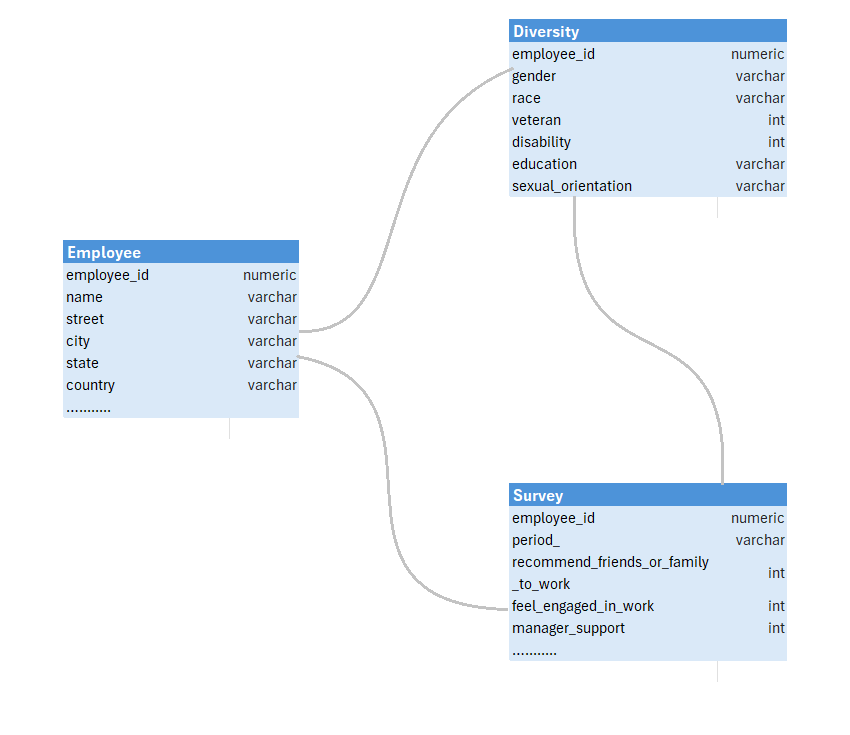 Diversity
employee_id numeric
gender varchar
race varchar
veteran int
disability int
education varchar
sexual_orientation varchar
Employee
employee_id numeric
name varchar
street varchar
city varchar
state varchar
country varchar
...........
Survey
employee_id numeric
period_ varchar
recommend_friends_or_family
_to_work int
feel_engaged_in_work int
manager_support int
...........